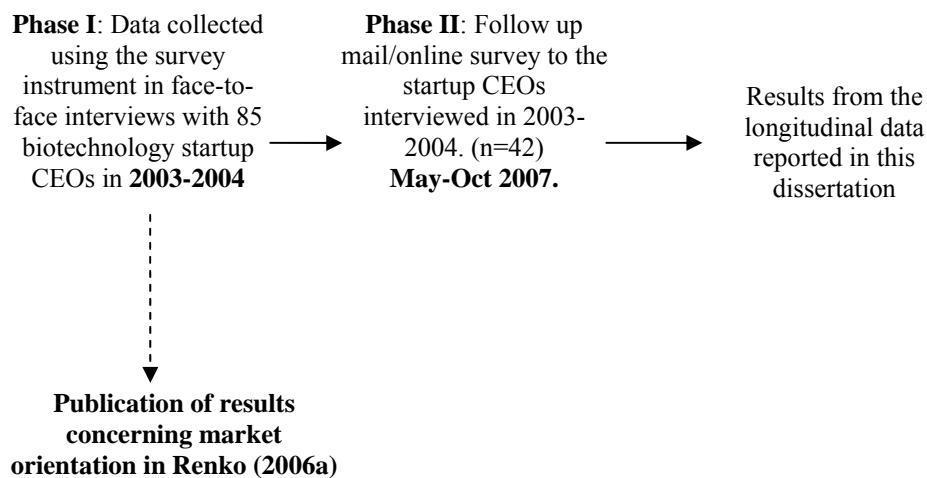 Phase I: Data collected
using the survey
instrument in face-to-
face interviews with 85
biotechnology startup
CEOs in 2003-2004
Phase II: Follow up
mail/online survey to the
startup CEOs
interviewed in 2003-
2004. (n=42)
May-Oct 2007.
Results from the
longitudinal data
reported in this
dissertation
Publication of results
concerning market
orientation in Renko (2006a)